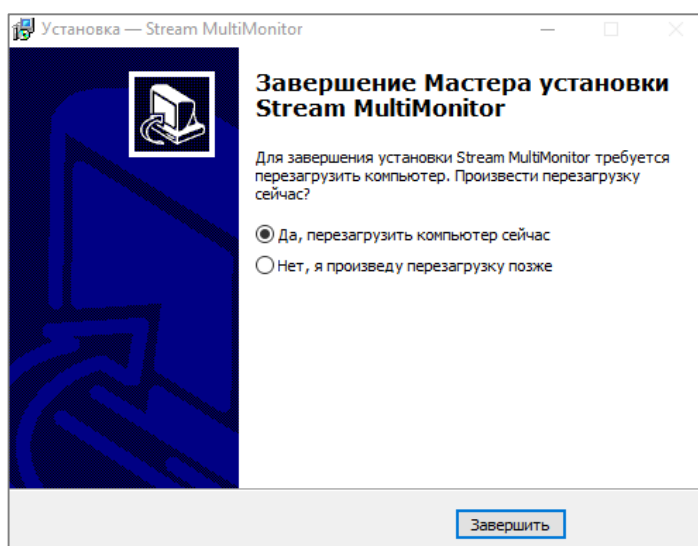 Установка — Stream MultiMonitor
Завершение Мастера установки
Stream MultiMonitor
Для завершения установки Stream MultiMonitor требуется
перезагрузить компьютер. Произвести перезагрузку
сейчас?
Да, перезагрузить компьютер сейчас
Нет, я произведу перезагрузку позже
Завершить